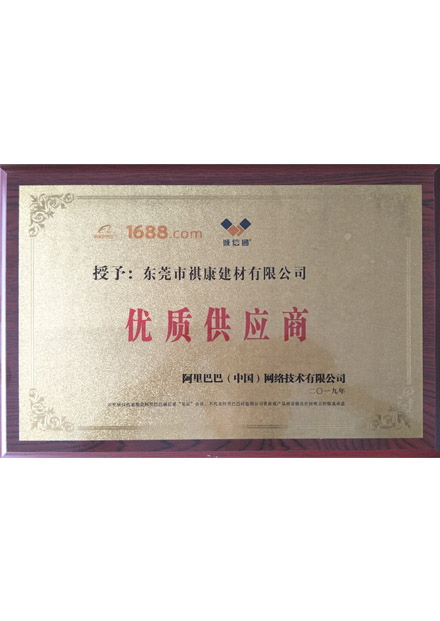 1688.com 诚信通
授予：东莞市祺康建材有限公司
优质供应商
阿里巴巴（中国）网络技术有限公司
二〇一九年